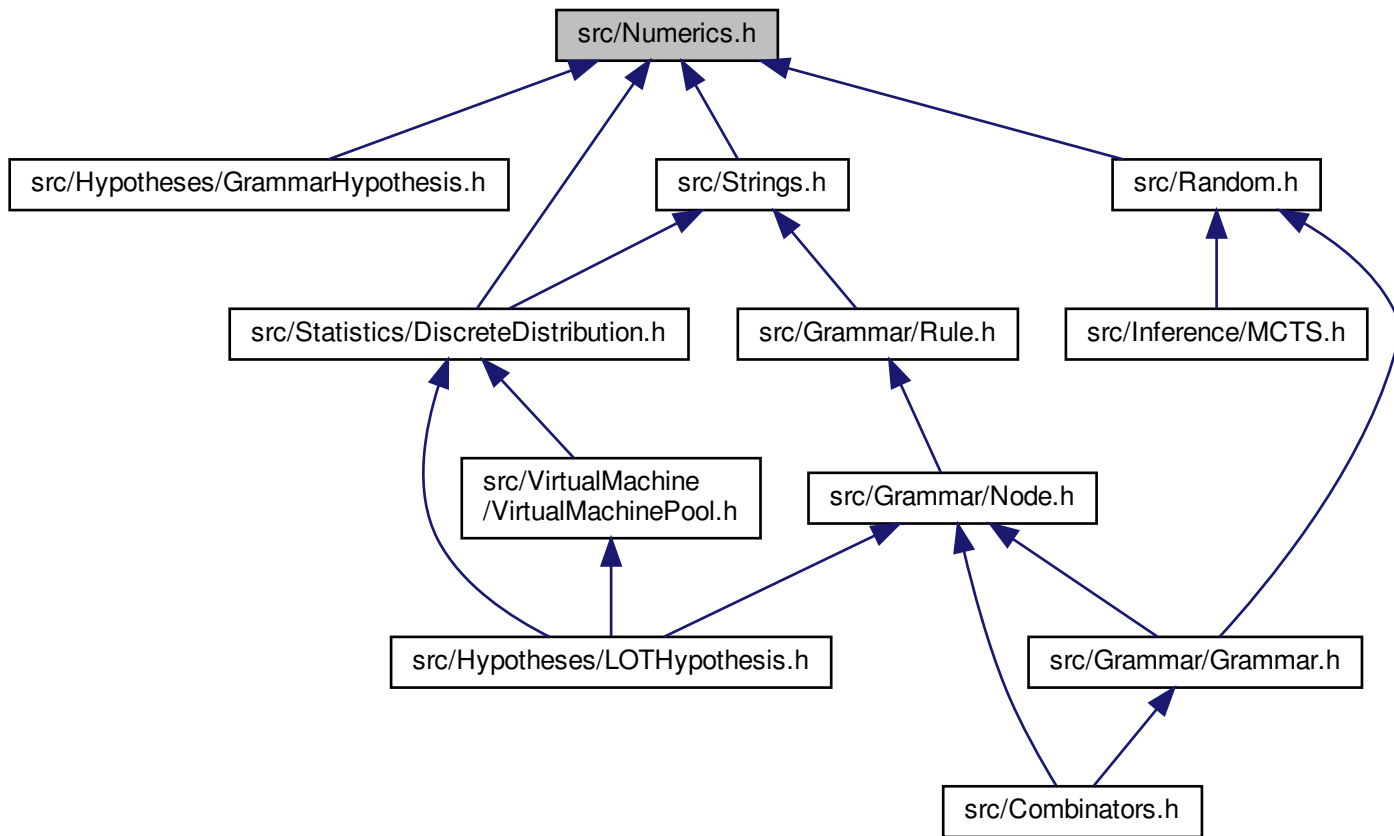 src/Numerics.h
src/Hypotheses/GrammarHypothesis.h
src/Strings.h
src/Random.h
src/Statistics/DiscreteDistribution.h
src/Grammar/Rule.h
src/Inference/MCTS.h
src/VirtualMachine
/VirtualMachinePool.h
src/Grammar/Node.h
src/Hypotheses/LOTHypothesis.h
src/Grammar/Grammar.h
src/Combinators.h